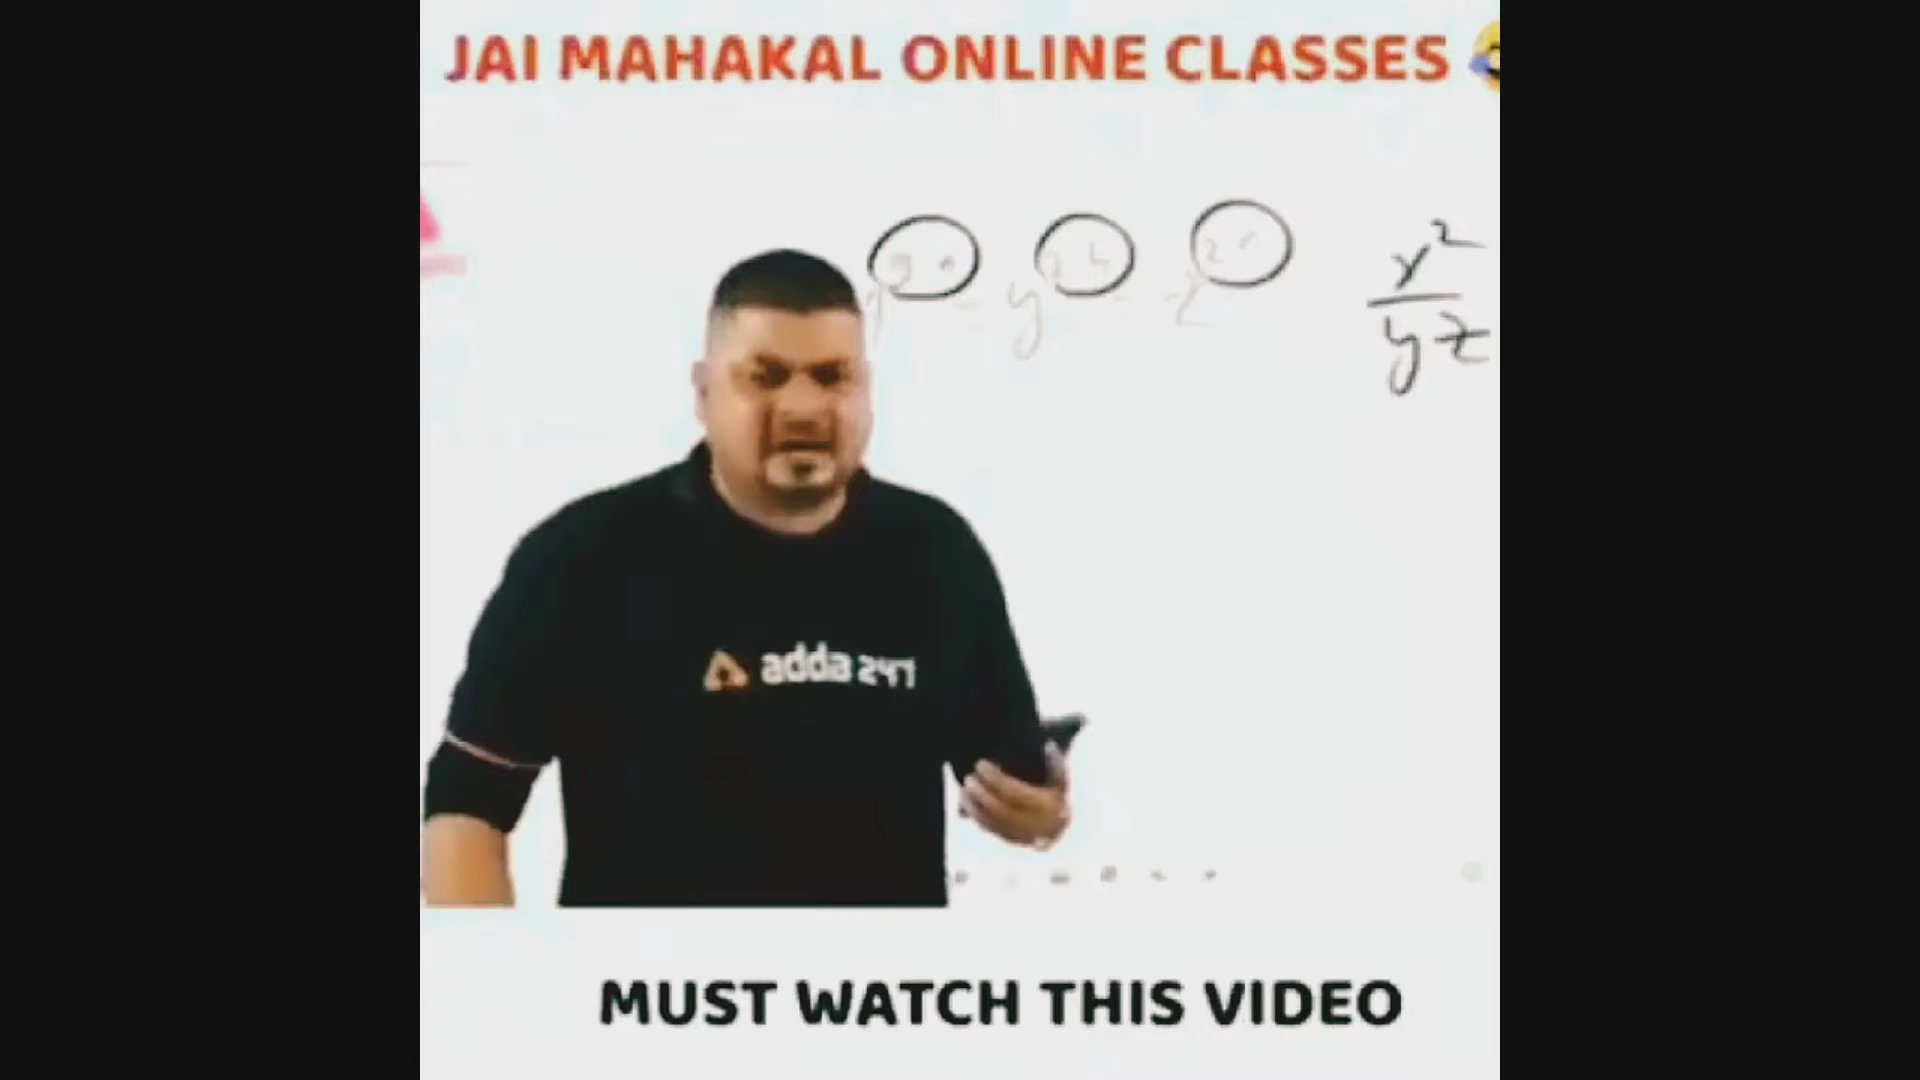 JAI MAHAKAL ONLINE CLASSES 😂
x²
yz
adda 247
MUST WATCH THIS VIDEO